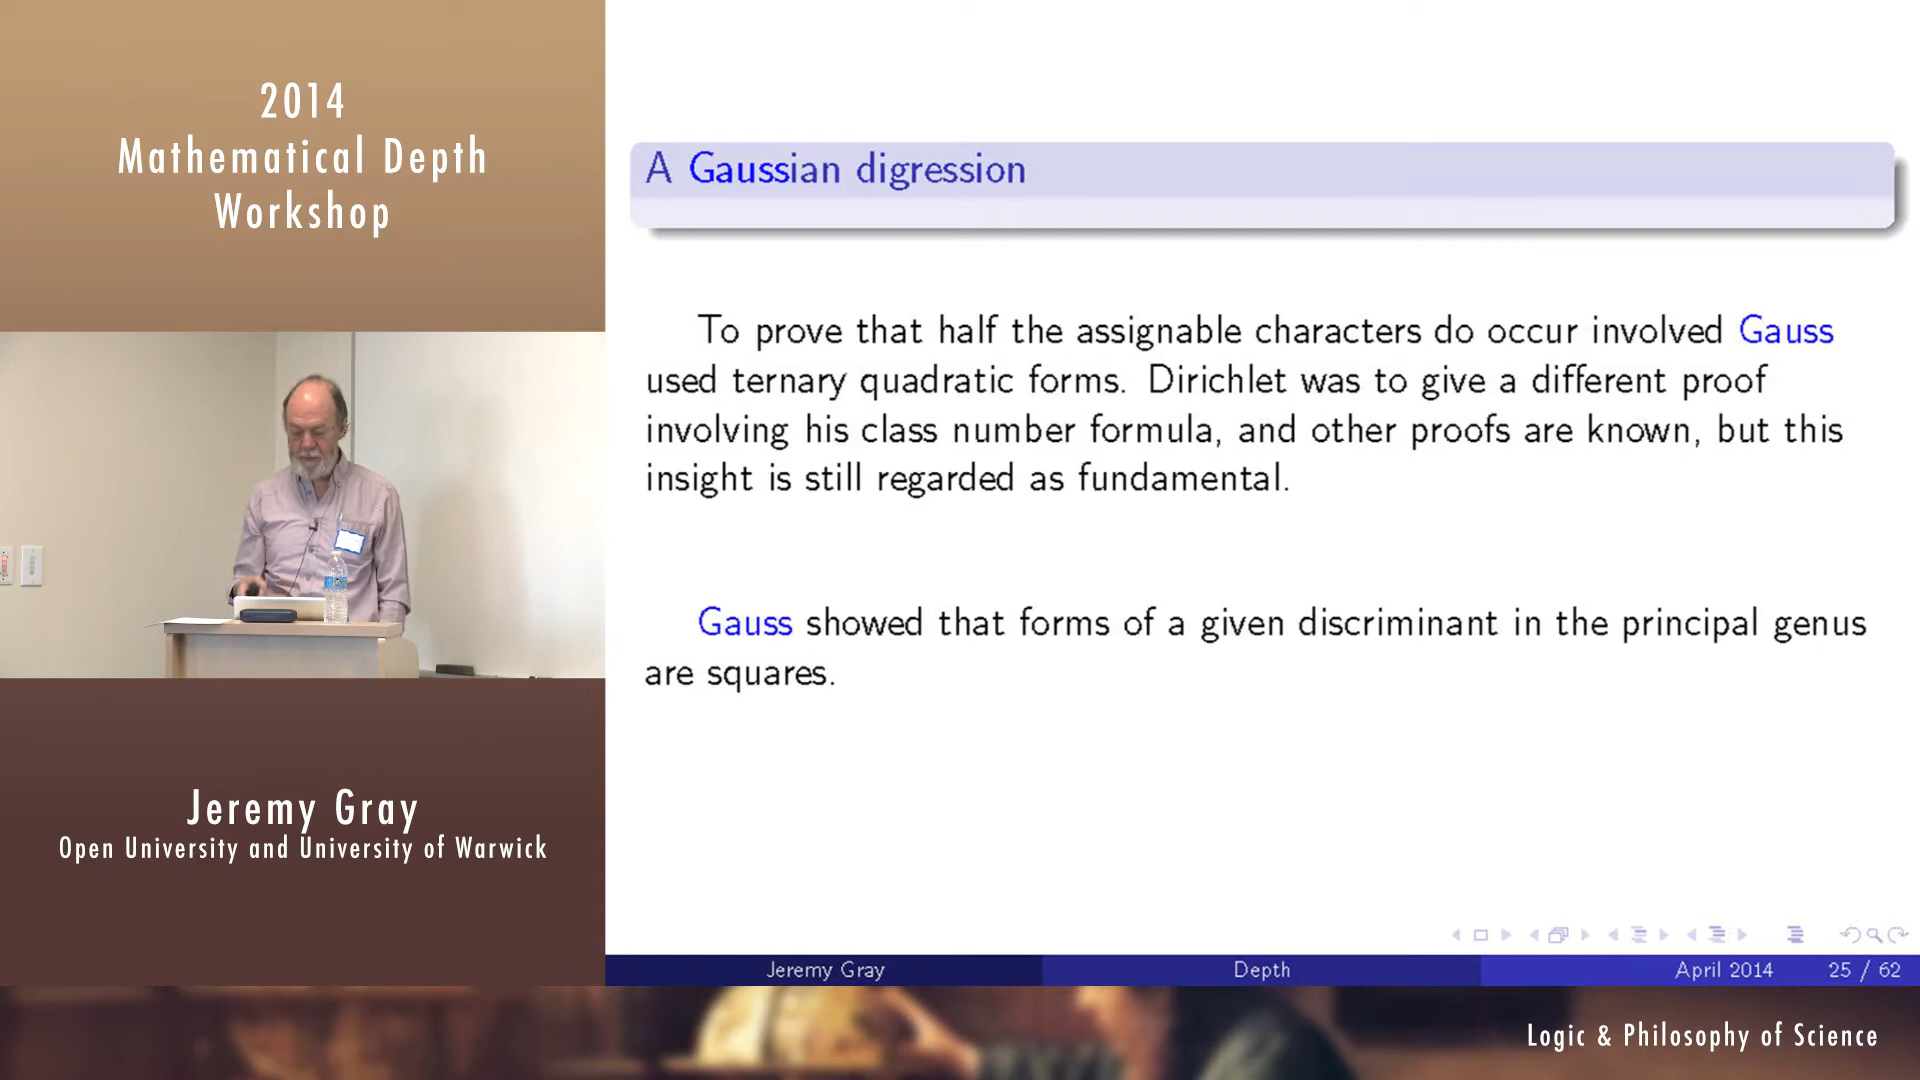 2014
Mathematical Depth
Workshop
Jeremy Gray
Open University and University of Warwick
A Gaussian digression
To prove that half the assignable characters do occur involved Gauss
used ternary quadratic forms. Dirichlet was to give a different proof
involving his class number formula, and other proofs are known, but this
insight is still regarded as fundamental.
Gauss showed that forms of a given discriminant in the principal genus
are squares.
Jeremy Gray
Depth
April 2014
25 / 62
Logic & Philosophy of Science